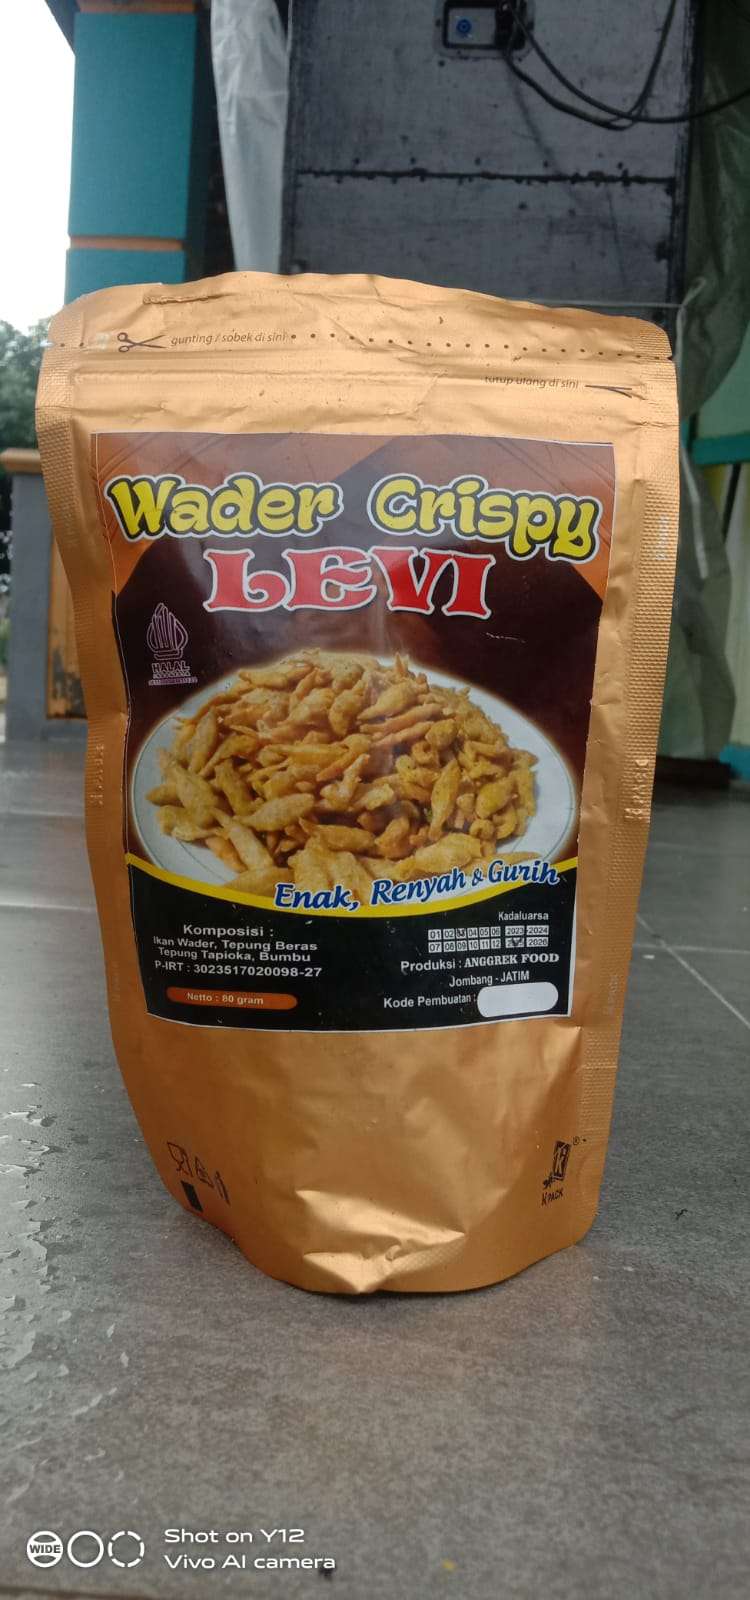 gunting / sobek di sini
tutup ulang di sini
Wader Crispy
LEVI
HALAL
INDONESIA
Enak, Renyah & Gurih
Komposisi :
Ikan Wader, Tepung Beras
Tepung Tapioka, Bumbu
P-IRT : 3023517020098-27
Netto : 80 gram
Kadaluarsa
01 02 04 05 06 2023 2024
07 08 09 10 11 12 2026
Produksi : ANGGREK FOOD
Jombang - JATIM
Kode Pembuatan :
K PACK
WIDE
Shot on Y12
Vivo AI camera